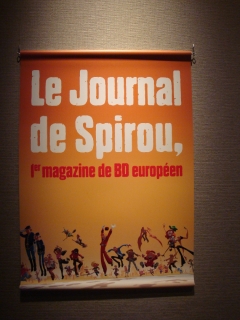 Le Journal
de Spirou,
1er magazine de BD européen